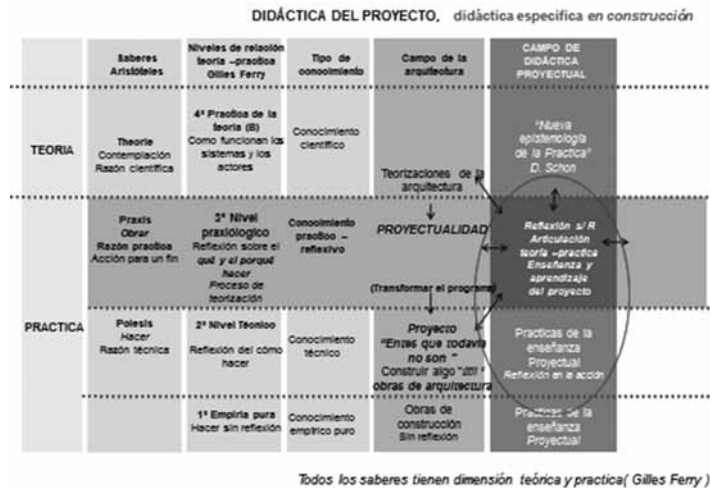 DIDÁCTICA DEL PROYECTO, didáctica especifica en construcción
Saberes
Aristóteles
Niveles de relación
teoría –practica
Gilles Ferry
Tipo de
conocimiento
Campo de la
arquitectura
CAMPO DE
DIDÁCTICA
PROYECTUAL
TEORIA
Theorie
Contemplación
Razón científica
4º Practica de la
teoría (B)
Como funcionan los
sistemas y los
actores
Conocimiento
científico
Teorizaciones de la
arquitectura
"Nueva
epistemología
de la Practica"
D. Schon
PRACTICA
Praxis
Obrar
Razón practica
Acción para un fin
3º Nivel
praxiológico
Reflexión sobre el
qué y el porqué
hacer
Proceso de
teorización
Conocimiento
practico –
reflexivo
PROYECTUALIDAD
(Transformar el programa)
Reflexión s/ R
Articulación
teoría –practica
Enseñanza y
aprendizaje
del proyecto
Poiesis
Hacer
Razón técnica
2º Nivel Técnico
Reflexión del cómo
hacer
Conocimiento
técnico
Proyecto
"Entes que todavía
no son "
Construir algo "útil "
obras de arquitectura
Practicas de la
enseñanza
Proyectual
Reflexión en la acción
1º Empiria pura
Hacer sin reflexión
Conocimiento
empírico puro
Obras de
construcción
Sin reflexión
Practicas de la
enseñanza
Proyectual
Todos los saberes tienen dimensión teórica y practica( Gilles Ferry )